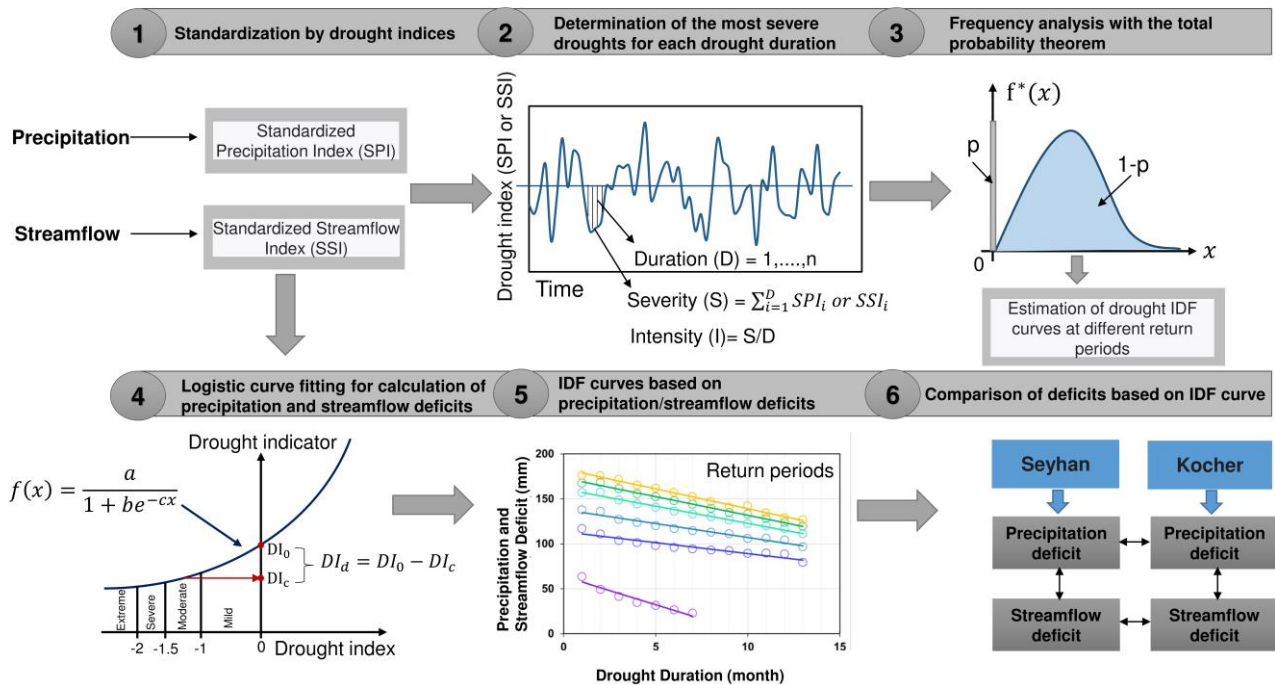 1
Standardization by drought indices
Precipitation
Standardized
Precipitation Index (SPI)
Streamflow
Standardized Streamflow
Index (SSI)
2
Determination of the most severe
droughts for each drought duration
Drought index (SPI or SSI)
Duration (D) = 1,....,n
Time
Severity (S) = $\sum_{i=1}^{D} SPI_i \text{ or } SSI_i$
Intensity (I)= S/D
3
Frequency analysis with the total
probability theorem
f*(x)
p
1-p
0
x
Estimation of drought IDF
curves at different return
periods
4
Logistic curve fitting for calculation of
precipitation and streamflow deficits
Drought indicator
$f(x) = \frac{a}{1 + be^{-cx}}$
DI₀
DI_c
$DI_d = DI_0 - DI_c$
Extreme
Severe
Moderate
Mild
-2
-1.5
-1
0
Drought index
5
IDF curves based on
precipitation/streamflow deficits
Precipitation and
Streamflow Deficit (mm)
200
150
100
50
0
Return periods
0
5
10
15
Drought Duration (month)
6
Comparison of deficits based on IDF curve
Seyhan
Kocher
Precipitation
deficit
Precipitation
deficit
Streamflow
deficit
Streamflow
deficit